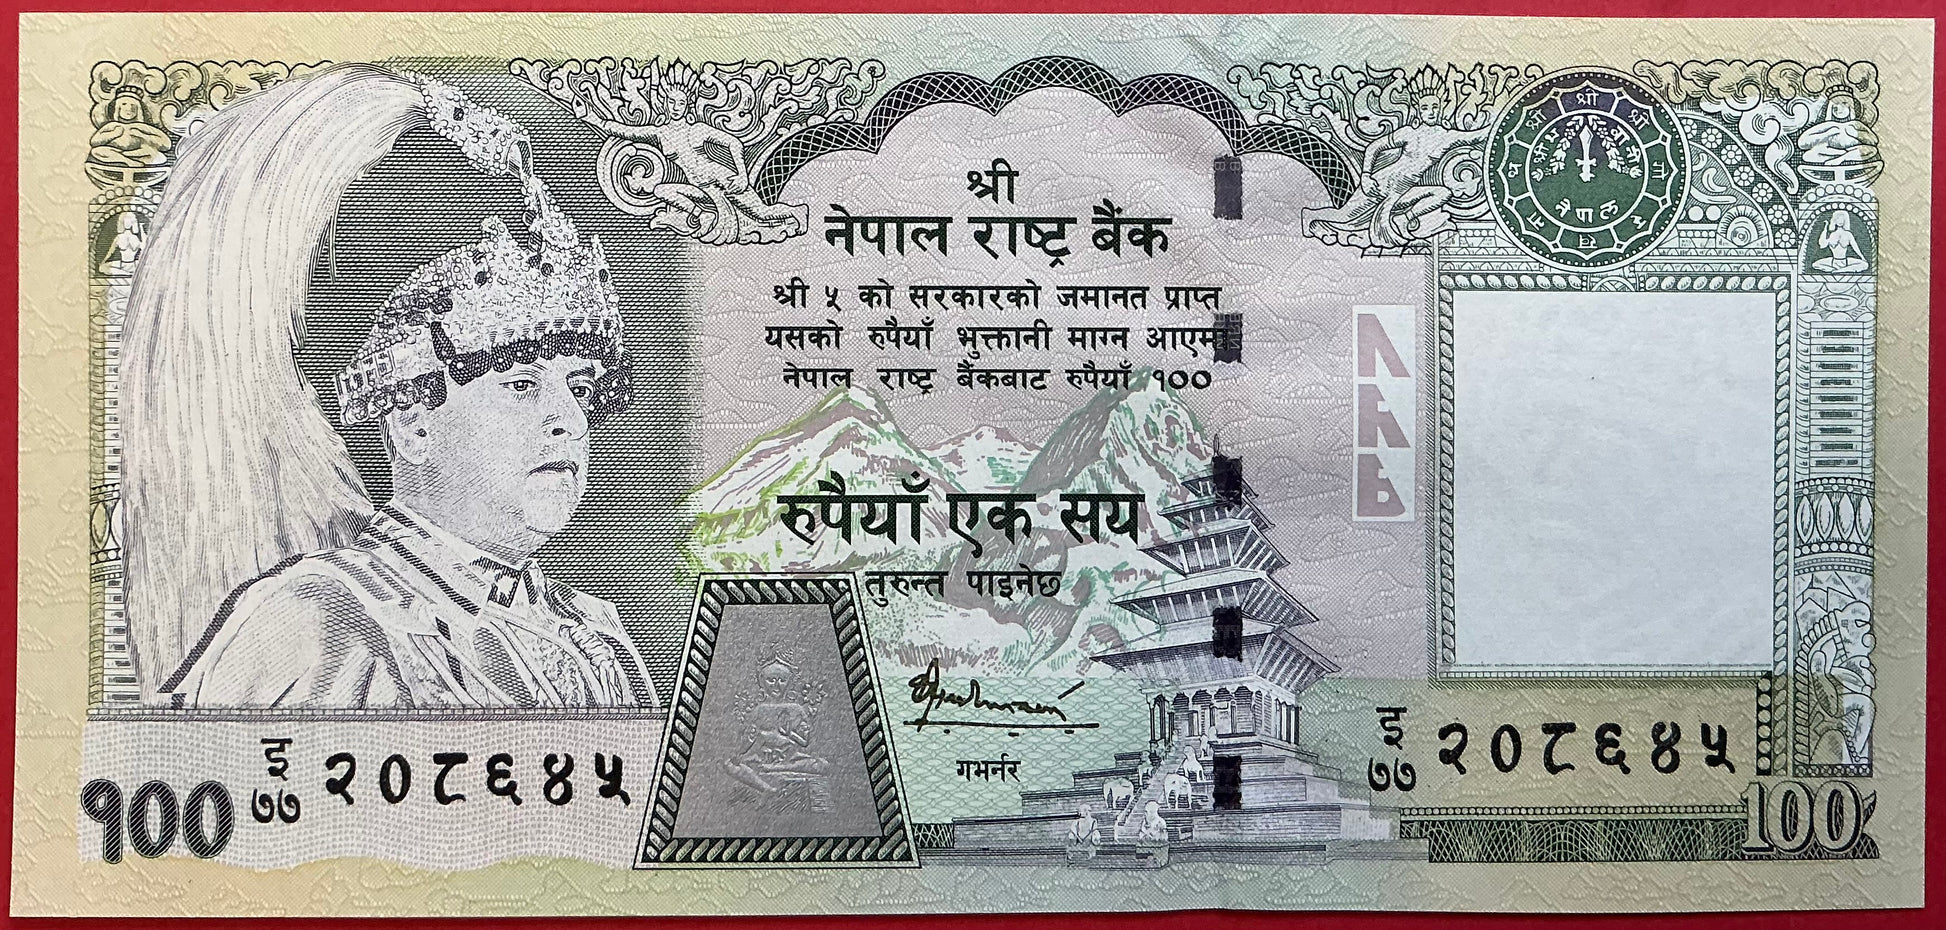 श्री
नेपाल राष्ट्र बैंक
श्री ५ को सरकारको जमानत प्राप्त
यसको रुपैयाँ भुक्तानी माग्न आएमा
नेपाल राष्ट्र बैंकबाट रुपैयाँ १००
रुपैयाँ एक सय
तुरुन्त पाइनेछ
गभर्नर
इ
७७ २०८६४५
इ
७७ २०८६४५
१००
100